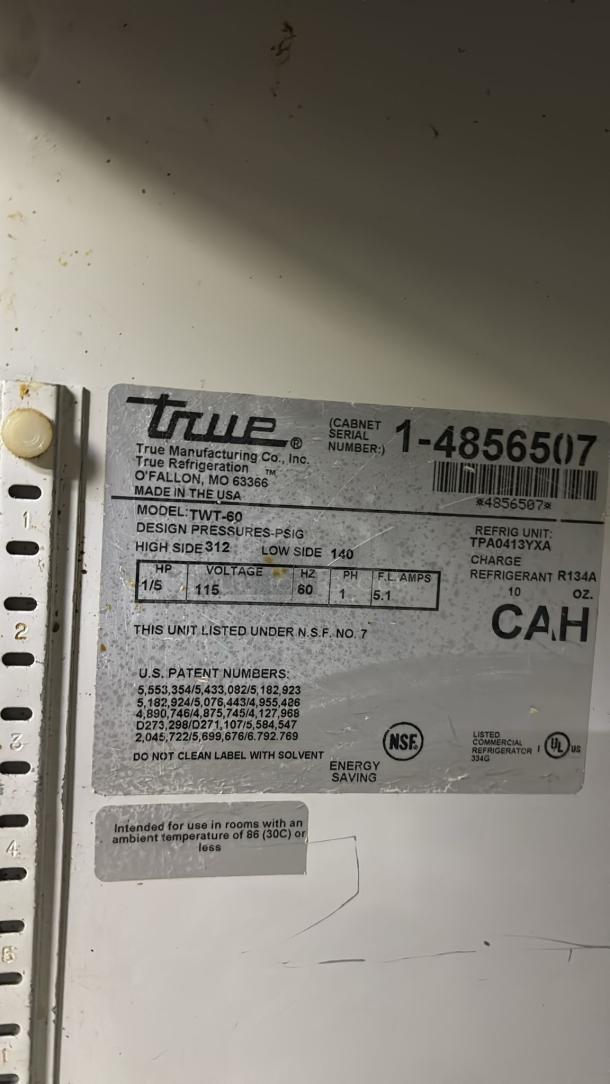 true®
True Manufacturing Co., Inc.
True Rafrigeration ™
O'FALLON, MO 63366
MADE IN THE USA
(CABNET
SERIAL
NUMBER:)
1-4856507
*4856507*
MODEL: TWT-60
DESIGN PRESSURES-PSIG
HIGH SIDE 312 LOW SIDE 140
REFRIG UNIT:
TPA0413YXA
CHARGE
REFRIGERANT R134A
10 OZ.
HP VOLTAGE HZ PH F.L. AMPS
1/5 115 60 1 5.1
CAH
THIS UNIT LISTED UNDER N.S.F. NO. 7
U.S. PATENT NUMBERS:
5,553,354/5,433,082/5,182,923
5,182,924/5,076,443/4,955,426
4,890,746/4,875,745/4,127,968
D273,298/D271,107/5,584,547
2,045,722/5,699,676/6.792.769
DO NOT CLEAN LABEL WITH SOLVENT
ENERGY
SAVING
NSF®
LISTED
COMMERCIAL
REFRIGERATOR
334G
UL US
Intended for use in rooms with an
ambient temperature of 86 (30C) or
less
1
2
3
4
5